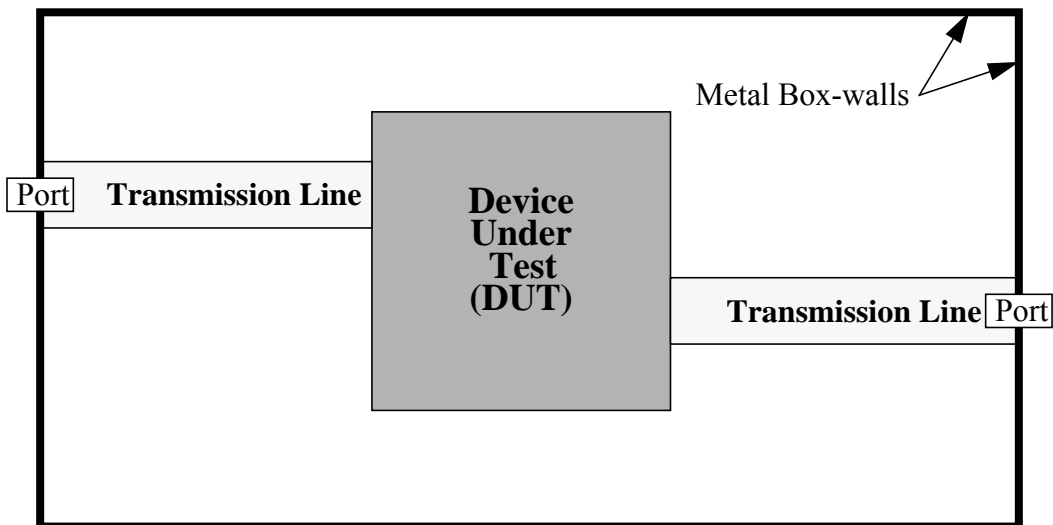 Metal Box-walls
Port
Transmission Line
Device
Under
Test
(DUT)
Transmission Line
Port